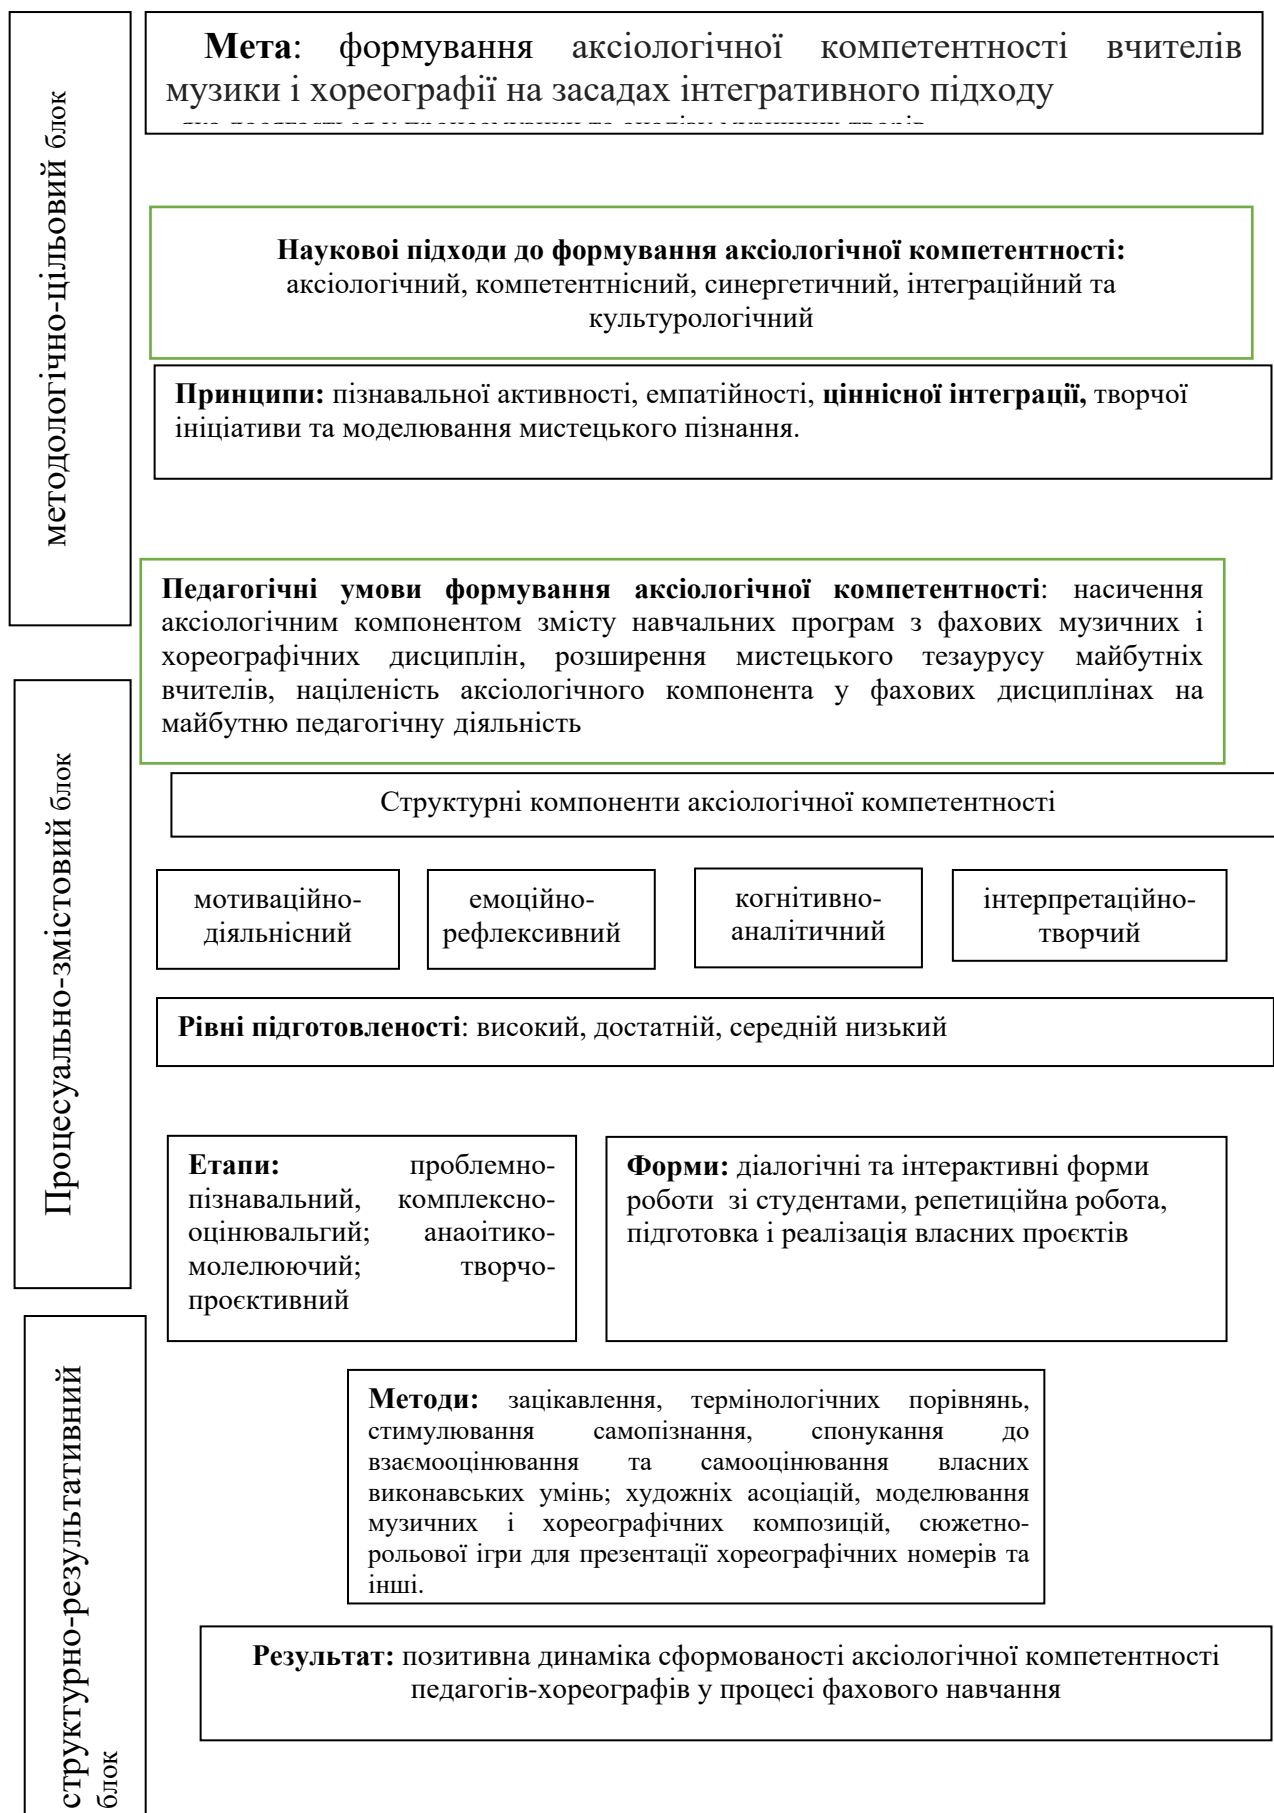 методологічно-цільовий блок
Мета: формування аксіологічної компетентності вчителів
музики і хореографії на засадах інтегративного підходу
Наукової підходи до формування аксіологічної компетентності:
аксіологічний, компетентнісний, синергетичний, інтеграційний та
культурологічний
Принципи: пізнавальної активності, емпатійності, ціннісної інтеграції, творчої
ініціативи та моделювання мистецького пізнання.
Педагогічні умови формування аксіологічної компетентності: насичення
аксіологічним компонентом змісту навчальних програм з фахових музичних і
хореографічних дисциплін, розширення мистецького тезаурусу майбутніх
вчителів, націленість аксіологічного компонента у фахових дисциплінах на
майбутню педагогічну діяльність
Процесуально-змістовий блок
Структурні компоненти аксіологічної компетентності
мотиваційно-
діяльнісний
емоційно-
рефлексивний
когнітивно-
аналітичний
інтерпретаційно-
творчий
Рівні підготовленості: високий, достатній, середній низький
Етапи: проблемно-
пізнавальний, комплексно-
оцінювальгий; анаоітико-
молелюючий; творчо-
проєктивний
Форми: діалогічні та інтерактивні форми
роботи зі студентами, репетиційна робота,
підготовка і реалізація власних проєктів
структурно-результативний
блок
Методи: зацікавлення, термінологічних порівнянь,
стимулювання самопізнання, спонукання до
взаємооцінювання та самооцінювання власних
виконавських умінь; художніх асоціацій, моделювання
музичних і хореографічних композицій, сюжетно-
рольової ігри для презентації хореографічних номерів та
інші.
Результат: позитивна динаміка сформованості аксіологічної компетентності
педагогів-хореографів у процесі фахового навчання